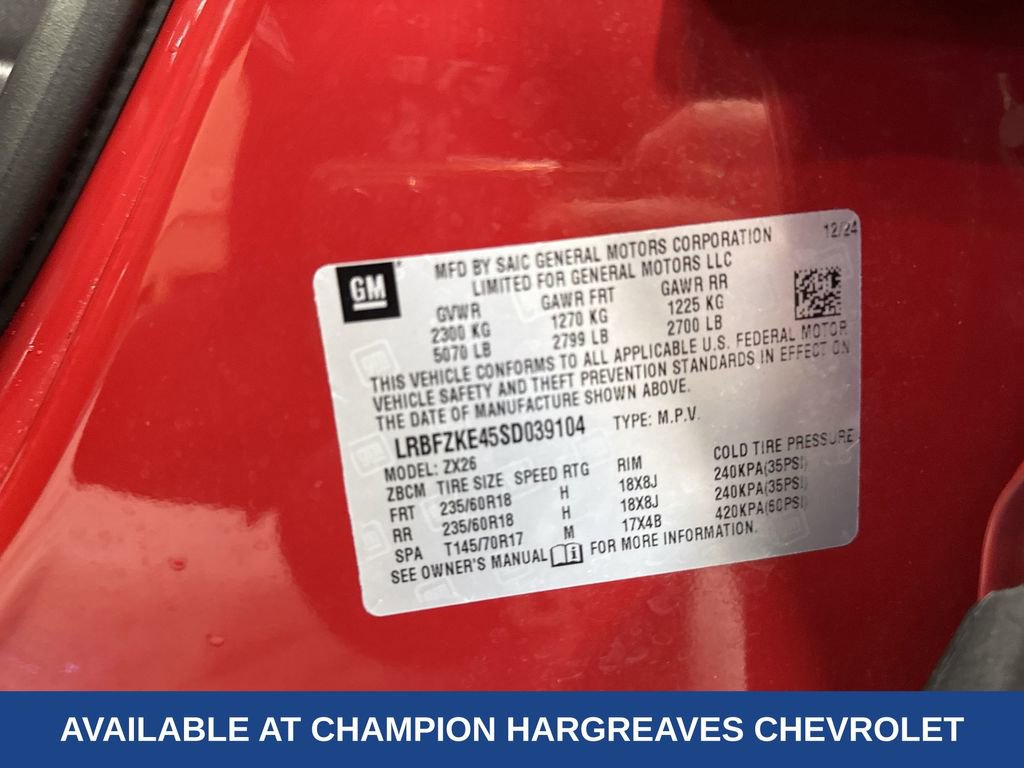 12/24
GM
MFD BY SAIC GENERAL MOTORS CORPORATION
LIMITED FOR GENERAL MOTORS LLC
GVWR GAWR FRT GAWR RR
2300 KG 1270 KG 1225 KG
5070 LB 2799 LB 2700 LB
THIS VEHICLE CONFORMS TO ALL APPLICABLE U.S. FEDERAL MOTOR
VEHICLE SAFETY AND THEFT PREVENTION STANDARDS IN EFFECT ON
THE DATE OF MANUFACTURE SHOWN ABOVE.
LRBFZKE45SD039104 TYPE: M.P.V.
MODEL: ZX26
ZBCM TIRE SIZE SPEED RTG RIM COLD TIRE PRESSURE
FRT 235/60R18 H 18X8J 240KPA(35PSI)
RR 235/60R18 H 18X8J 240KPA(35PSI)
SPA T145/70R17 M 17X4B 420KPA(60PSI)
SEE OWNER'S MANUAL FOR MORE INFORMATION.
AVAILABLE AT CHAMPION HARGREAVES CHEVROLET